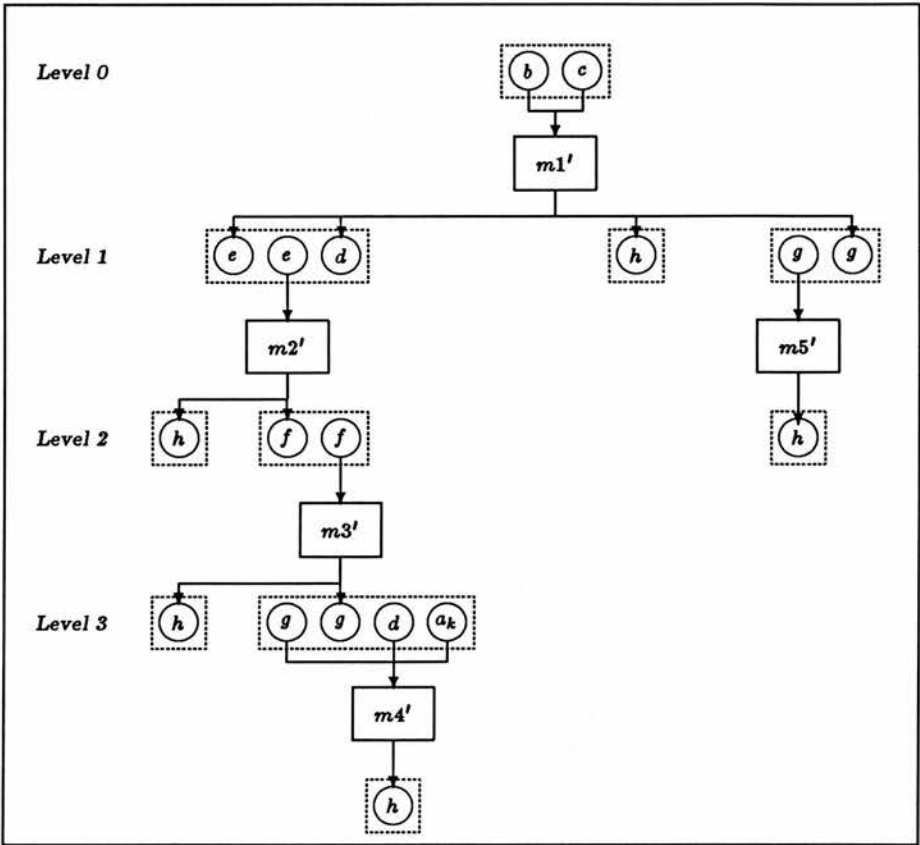 Level 0 b c
m1'
Level 1 e e d h g g
m2' m5'
Level 2 h f f h
m3'
Level 3 h g g d a_k
m4'
h